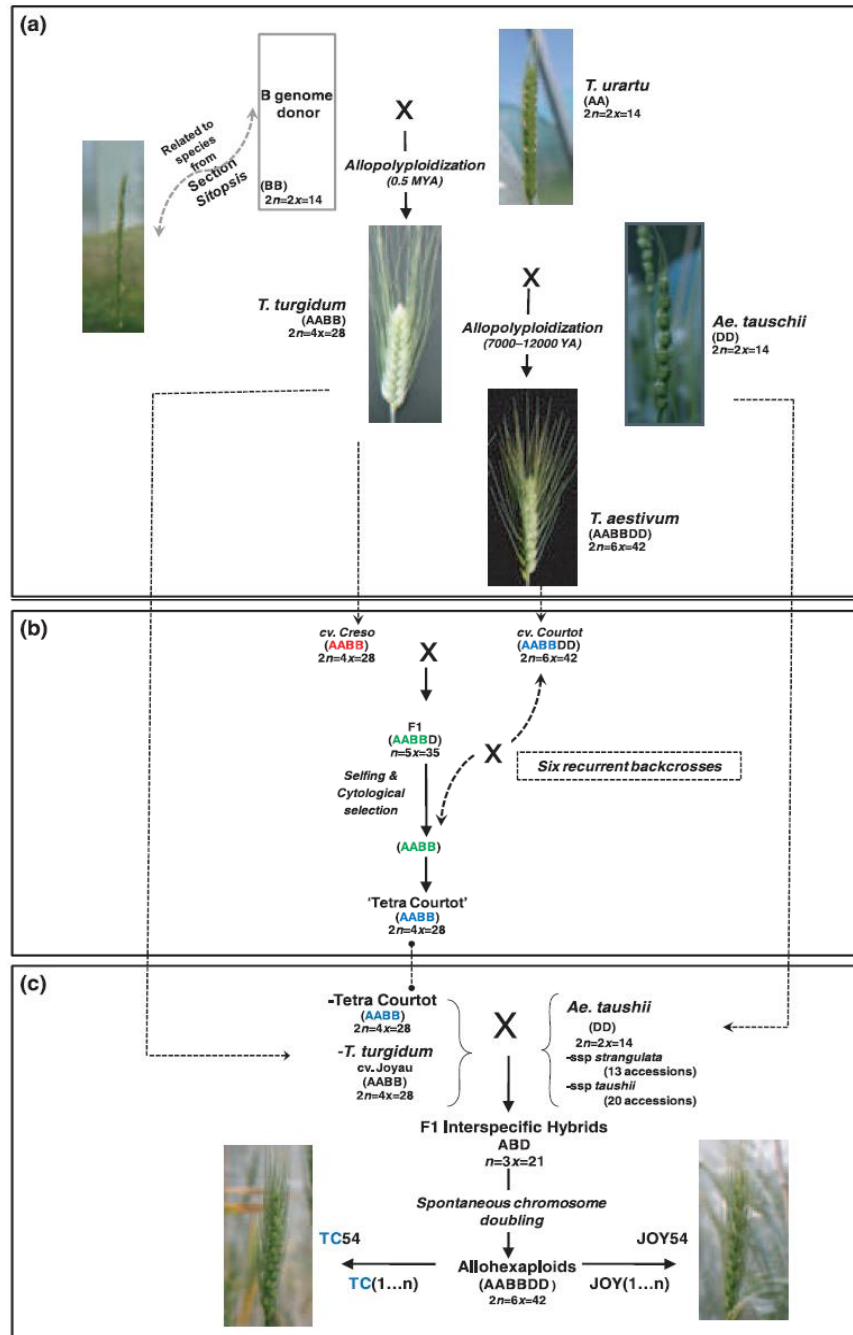 (a)
B genome
donor
(BB)
2n=2x=14
Related to
species
from
Section
Sitopsis
X
Allopolyploidization
(0.5 MYA)
T. urartu
(AA)
2n=2x=14
T. turgidum
(AABB)
2n=4x=28
X
Allopolyploidization
(7000–12000 YA)
Ae. tauschii
(DD)
2n=2x=14
T. aestivum
(AABBDD)
2n=6x=42
(b)
cv. Creso
(AABB)
2n=4x=28
X
cv. Courtot
(AABBDD)
2n=6x=42
F1
(AABBD)
n=5x=35
X
Six recurrent backcrosses
Selfing &
Cytological
selection
(AABB)
'Tetra Courtot'
(AABB)
2n=4x=28
(c)
-Tetra Courtot
(AABB)
2n=4x=28
-T. turgidum
cv. Joyau
(AABB)
2n=4x=28
X
Ae. taushii
(DD)
2n=2x=14
-ssp strangulata
(13 accessions)
-ssp taushii
(20 accessions)
F1 Interspecific Hybrids
ABD
n=3x=21
Spontaneous chromosome
doubling
TC54
TC(1...n)
Allohexaploids
(AABBDD)
2n=6x=42
JOY54
JOY(1...n)